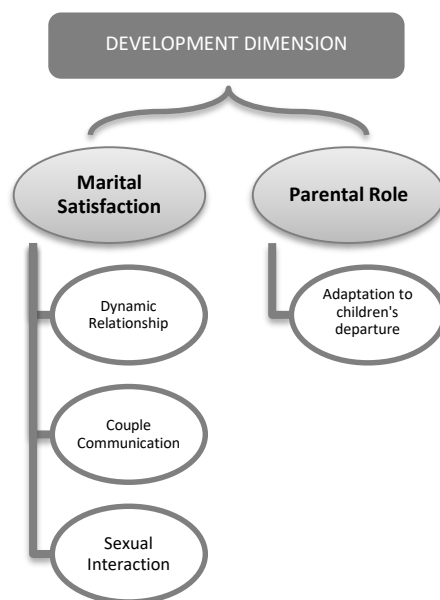 DEVELOPMENT DIMENSION
Marital
Satisfaction
Dynamic
Relationship
Couple
Communication
Sexual
Interaction
Parental Role
Adaptation to
children's
departure